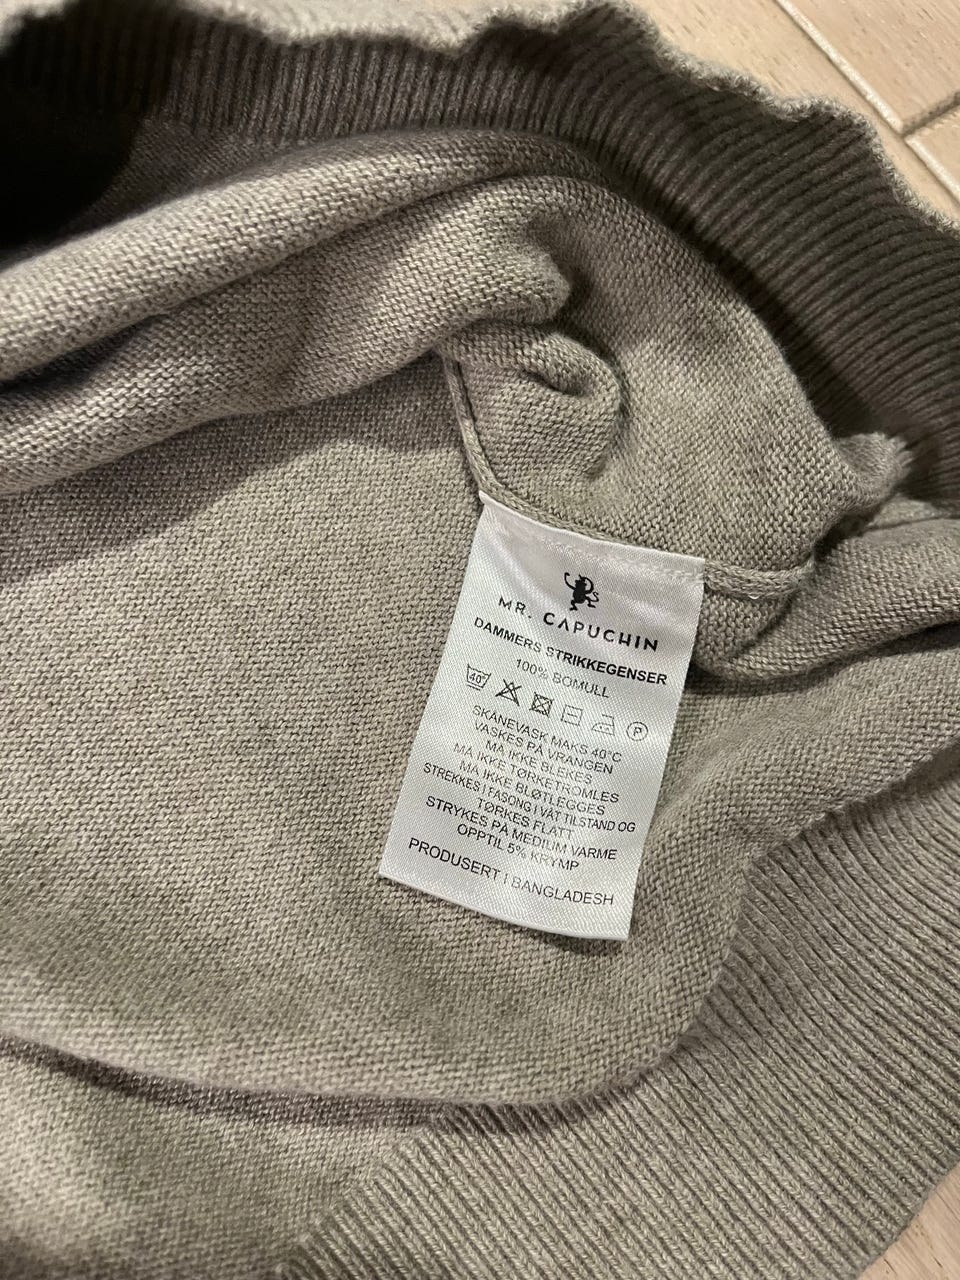 MR. CAPUCHIN
DAMMERS STRIKKEGENSER
100% BOMULL
40°
P
SKÅNEVASK MAKS 40°C
VASKES PÅ VRANGEN
MÅ IKKE BLEKES
MÅ IKKE TØRKETROMLES
MÅ IKKE BLØTLEGGES
STREKKES I FASONG I VÅT TILSTAND OG
TØRKES FLATT
STRYKES PÅ MEDIUM VARME
OPPTIL 5% KRYMP
PRODUSERT I BANGLADESH